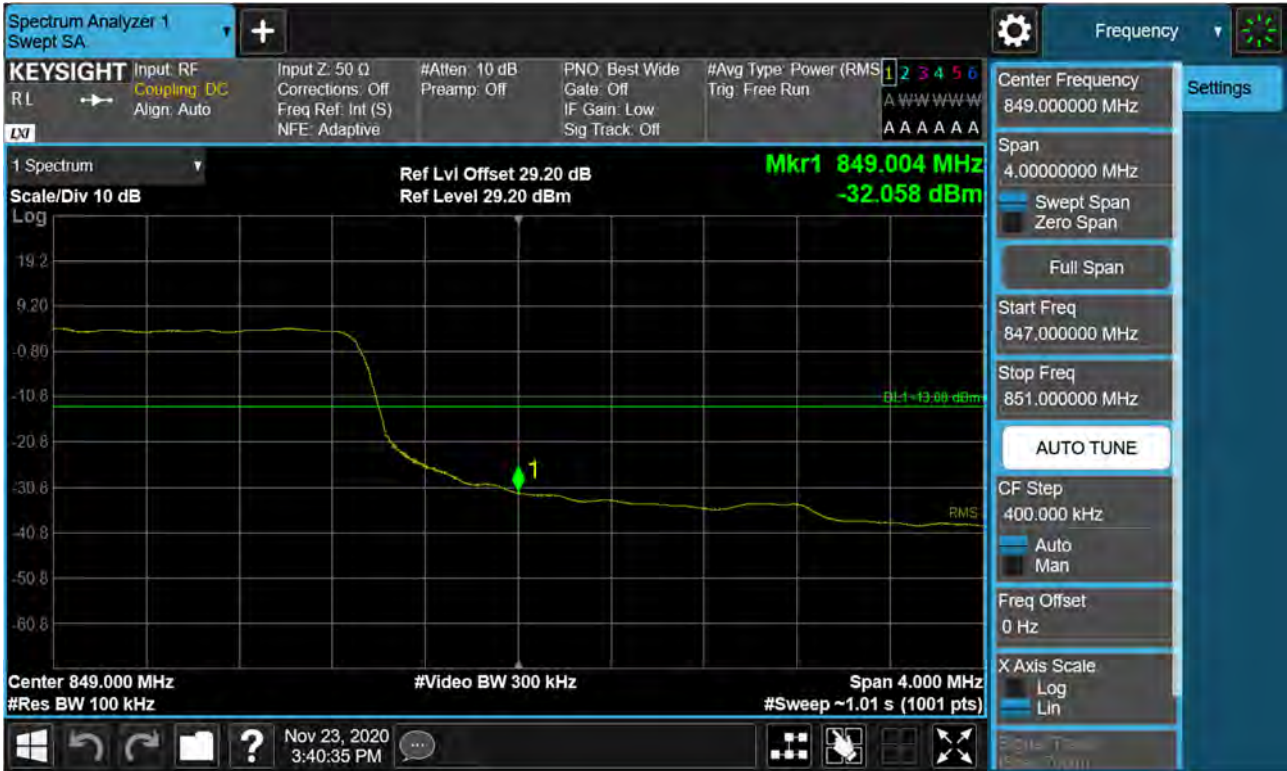 Spectrum Analyzer 1
Swept SA
Frequency
KEYSIGHT
R L
LXI
Input: RF
Coupling: DC
Align: Auto
Input Z: 50 Ω
Corrections: Off
Freq Ref: Int (S)
NFE: Adaptive
#Atten: 10 dB
Preamp: Off
PNO: Best Wide
Gate: Off
IF Gain: Low
Sig Track: Off
#Avg Type: Power (RMS
Trig: Free Run
1 2 3 4 5 6
A W W W W W
A A A A A A
1 Spectrum
Scale/Div 10 dB
Ref Lvl Offset 29.20 dB
Ref Level 29.20 dBm
Mkr1 849.004 MHz
-32.058 dBm
Log
19.2
9.20
-0.80
-10.8
DL1 -13.08 dBm
-20.8
1
-30.8
RMS
-40.8
-50.8
-60.8
Center 849.000 MHz
#Video BW 300 kHz
Span 4.000 MHz
#Res BW 100 kHz
#Sweep ~1.01 s (1001 pts)
?
Nov 23, 2020
3:40:35 PM
Center Frequency
849.000000 MHz
Settings
Span
4.00000000 MHz
Swept Span
Zero Span
Full Span
Start Freq
847.000000 MHz
Stop Freq
851.000000 MHz
AUTO TUNE
CF Step
400.000 kHz
Auto
Man
Freq Offset
0 Hz
X Axis Scale
Log
Lin